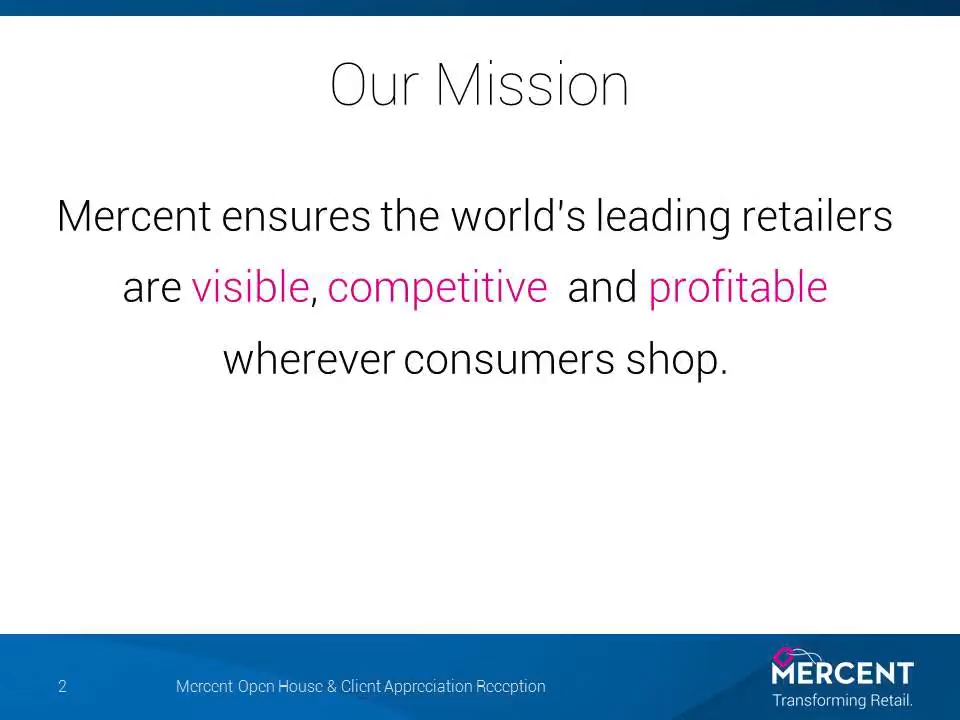 Our Mission
Mercent ensures the world's leading retailers
are visible, competitive and profitable
wherever consumers shop.
2
Mercent Open House & Client Appreciation Reception
MERCENT
Transforming Retail.